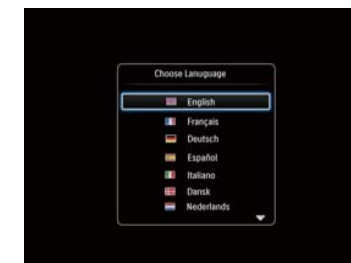 Choose Lanuguage
English
Français
Deutsch
Español
Italiano
Dansk
Nederlands